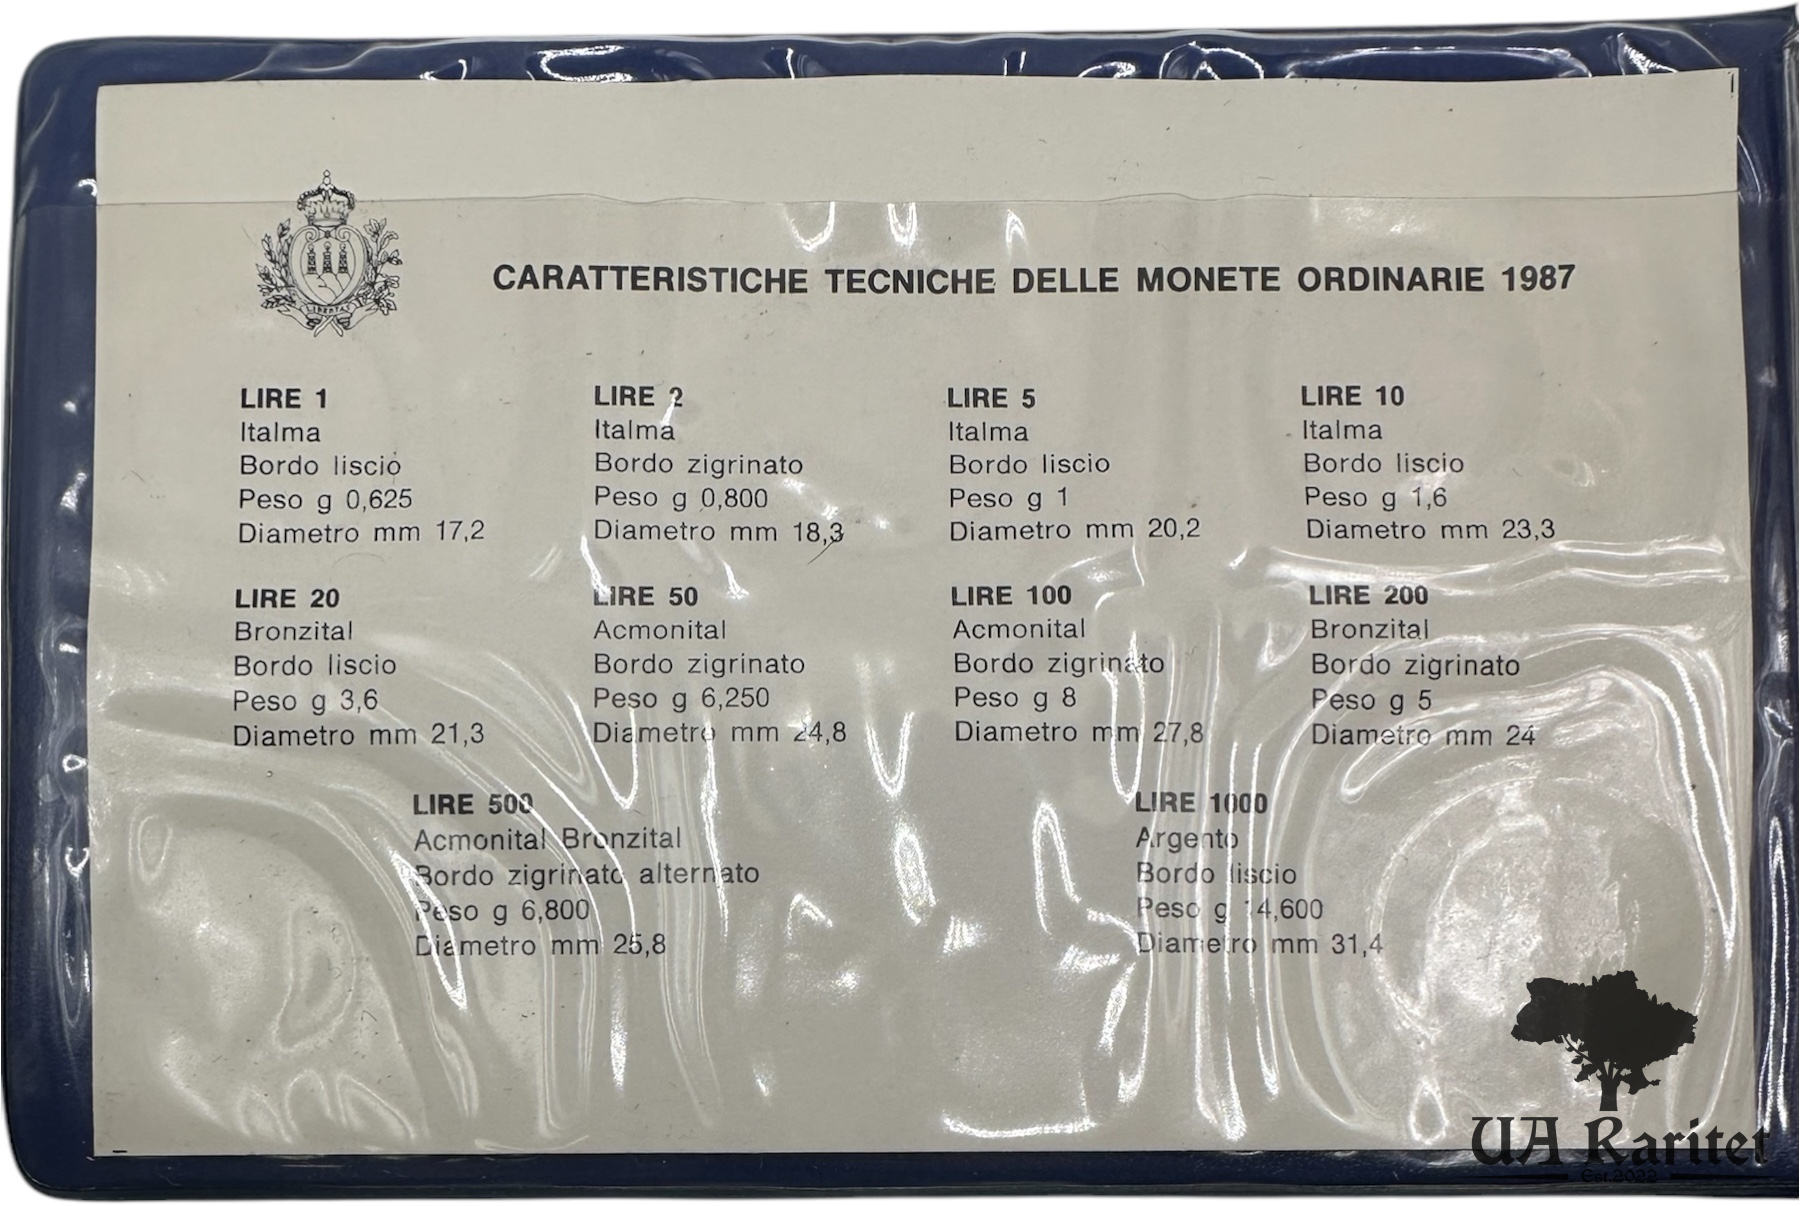 LIBERTAS
CARATTERISTICHE TECNICHE DELLE MONETE ORDINARIE 1987
LIRE 1
Italma
Bordo liscio
Peso g 0,625
Diametro mm 17,2
LIRE 2
Italma
Bordo zigrinato
Peso g 0,800
Diametro mm 18,3
LIRE 5
Italma
Bordo liscio
Peso g 1
Diametro mm 20,2
LIRE 10
Italma
Bordo liscio
Peso g 1,6
Diametro mm 23,3
LIRE 20
Bronzital
Bordo liscio
Peso g 3,6
Diametro mm 21,3
LIRE 50
Acmonital
Bordo zigrinato
Peso g 6,250
Diametro mm 24,8
LIRE 100
Acmonital
Bordo zigrinato
Peso g 8
Diametro mm 27,8
LIRE 200
Bronzital
Bordo zigrinato
Peso g 5
Diametro mm 24
LIRE 500
Acmonital Bronzital
Bordo zigrinato alternato
Peso g 6,800
Diametro mm 25,8
LIRE 1000
Argento
Bordo liscio
Peso g 14,600
Diametro mm 31,4
UA Raritet
Est.2022